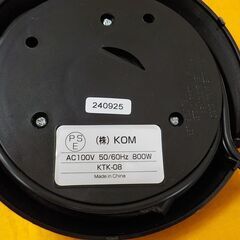 240925
PS
E
(株) KOM
AC100V 50/60Hz 800W
KTK-08
Made in China